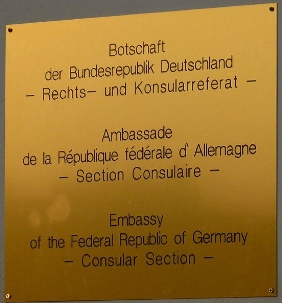 Botschaft
der Bundesrepublik Deutschland
– Rechts– und Konsularreferat –
Ambassade
de la République fédérale d' Allemagne
– Section Consulaire –
Embassy
of the Federal Republic of Germany
– Consular Section –